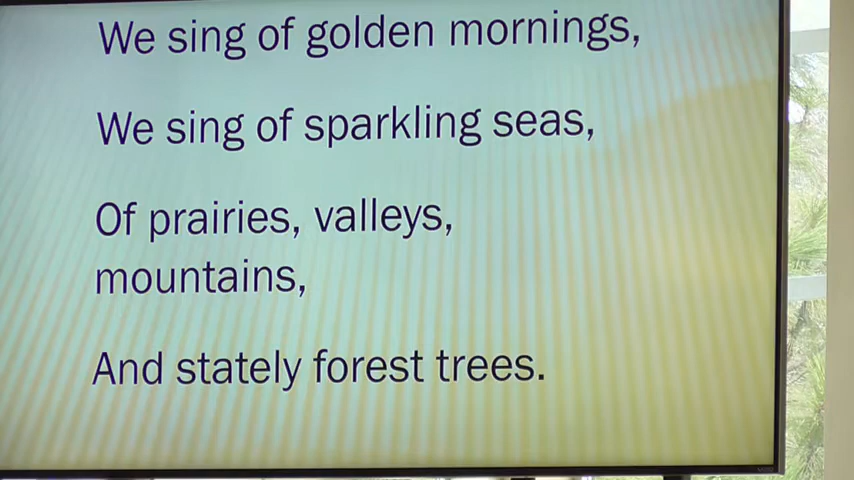 We sing of golden mornings,
We sing of sparkling seas,
Of prairies, valleys,
mountains,
And stately forest trees.